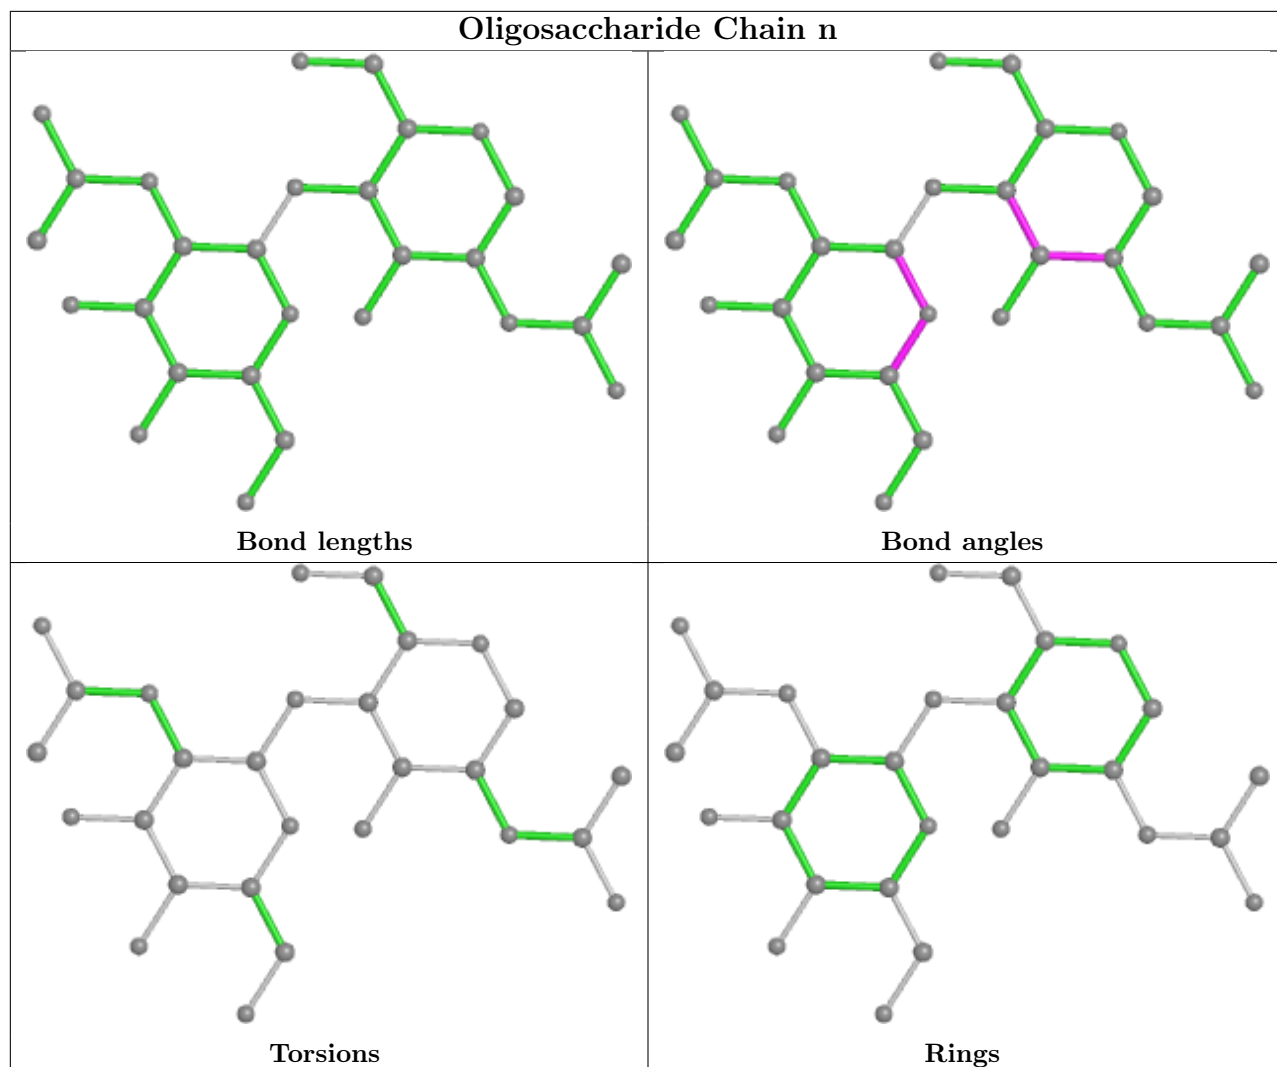 Oligosaccharide Chain n
Bond lengths
Bond angles
Torsions
Rings